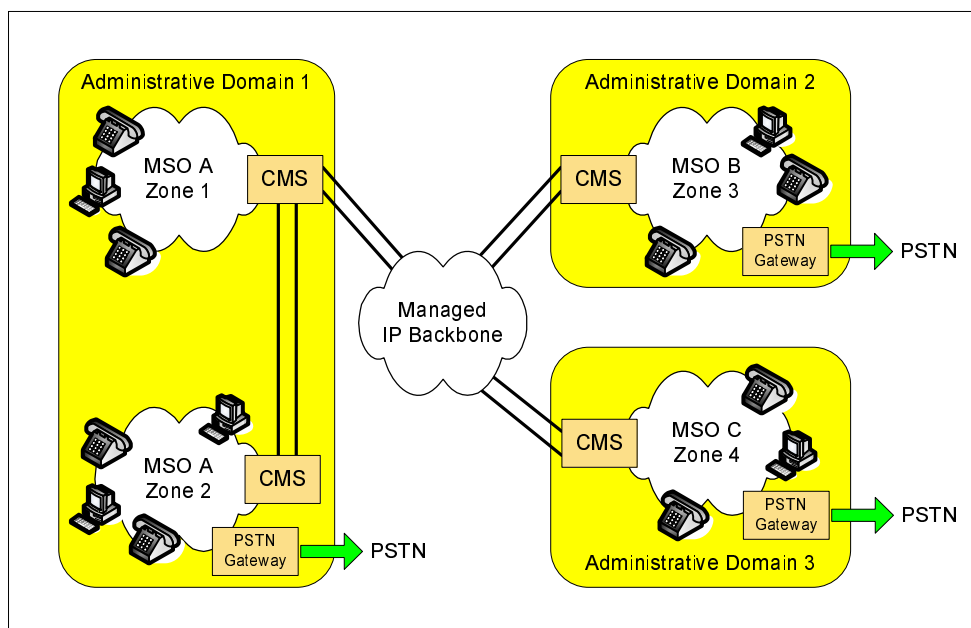 Administrative Domain 1
MSO A
Zone 1
CMS
MSO A
Zone 2
CMS
PSTN
Gateway
PSTN
Managed
IP Backbone
Administrative Domain 2
CMS
MSO B
Zone 3
PSTN
Gateway
PSTN
CMS
MSO C
Zone 4
PSTN
Gateway
PSTN
Administrative Domain 3